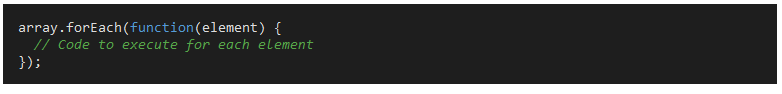 array.forEach(function(element) {
  // Code to execute for each element
});